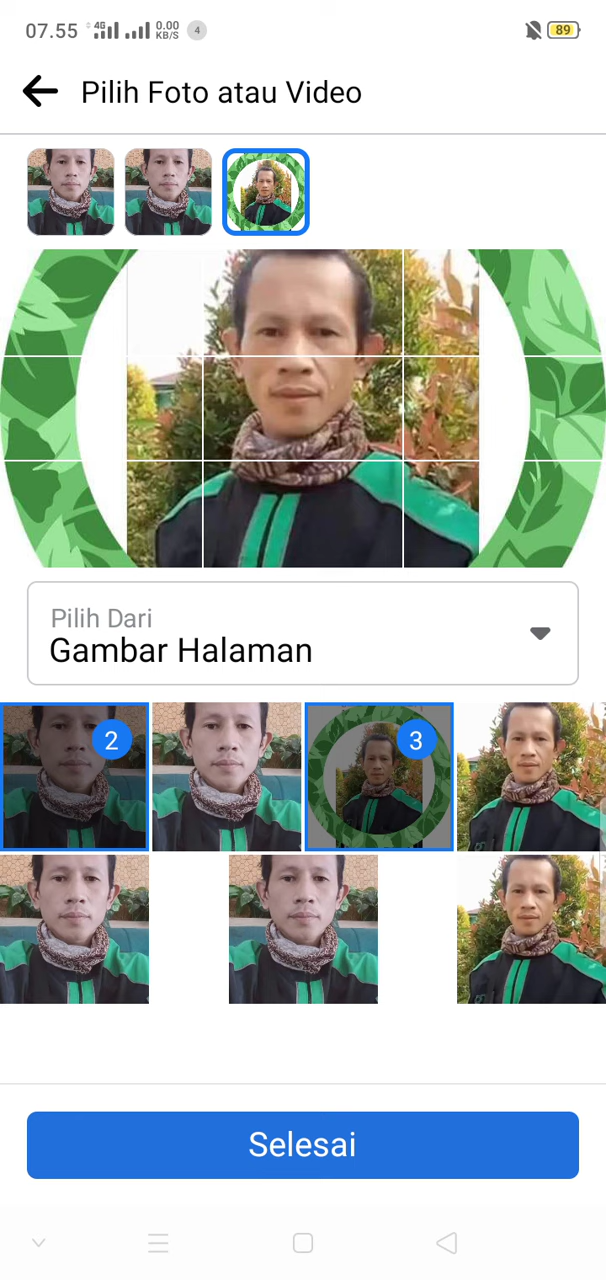 07.55 4G 0.00 KB/S 4 89
Pilih Foto atau Video
Pilih Dari
Gambar Halaman
2 3
Selesai